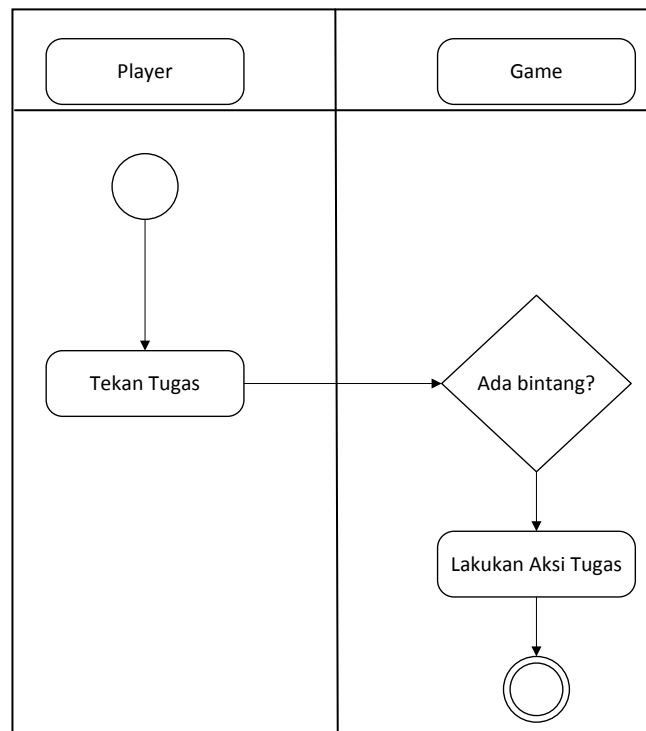 Player
Game
Tekan Tugas
Ada bintang?
Lakukan Aksi Tugas